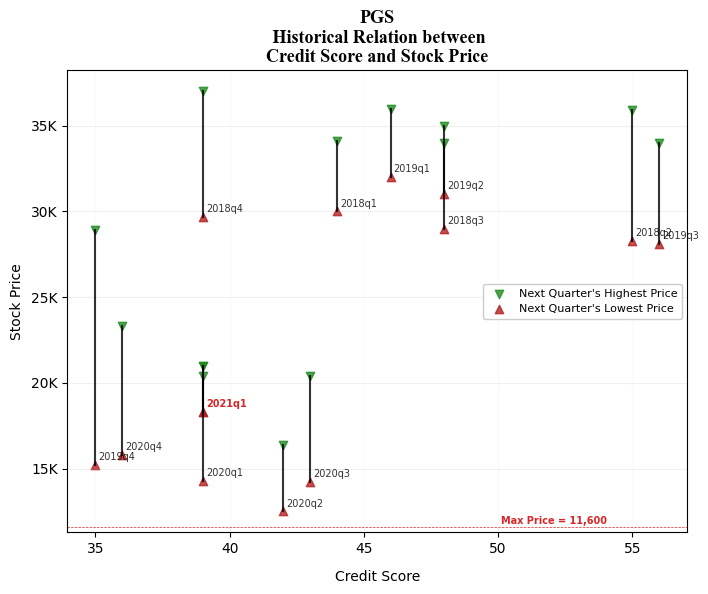 PGS
Historical Relation between
Credit Score and Stock Price
Stock Price
35K
30K
25K
20K
15K
2018q4
2018q1
2019q1
2019q2
2018q3
2018q2
2019q3
Next Quarter's Highest Price
Next Quarter's Lowest Price
2021q1
2020q4
2019q4
2020q1
2020q3
2020q2
Max Price = 11,600
35 40 45 50 55
Credit Score